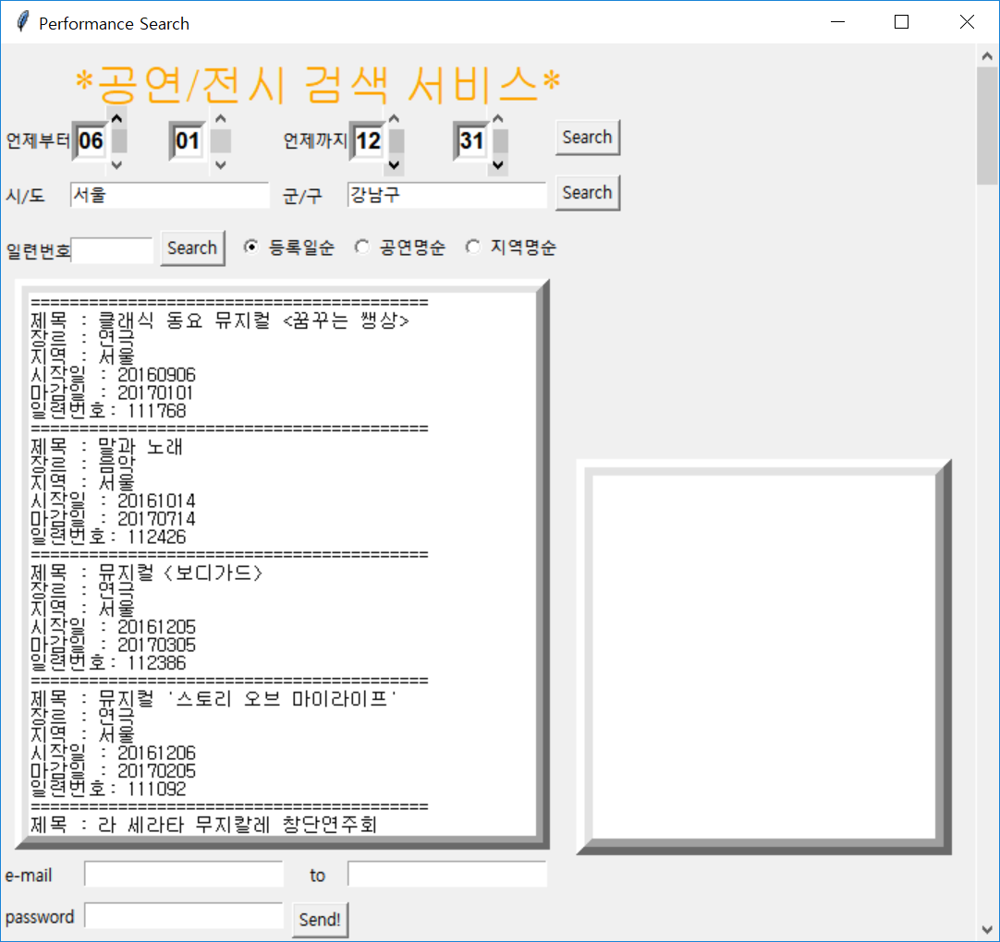 Performance Search
*공연/전시 검색 서비스*
언제부터 06 01 언제까지 12 31 Search
시/도 서울 군/구 강남구 Search
일련번호 Search 등록일순 공연명순 지역명순
=========================================
제목 : 클래식 동요 뮤지컬 <꿈꾸는 쌩상>
장르 : 연극
지역 : 서울
시작일 : 20160906
마감일 : 20170101
일련번호: 111768
=========================================
제목 : 말과 노래
장르 : 음악
지역 : 서울
시작일 : 20161014
마감일 : 20170714
일련번호: 112426
=========================================
제목 : 뮤지컬〈보디가드〉
장르 : 연극
지역 : 서울
시작일 : 20161205
마감일 : 20170305
일련번호: 112386
=========================================
제목 : 뮤지컬 '스토리 오브 마이라이프'
장르 : 연극
지역 : 서울
시작일 : 20161206
마감일 : 20170205
일련번호: 111092
=========================================
제목 : 라 세라타 무지칼레 창단연주회
e-mail to
password Send!